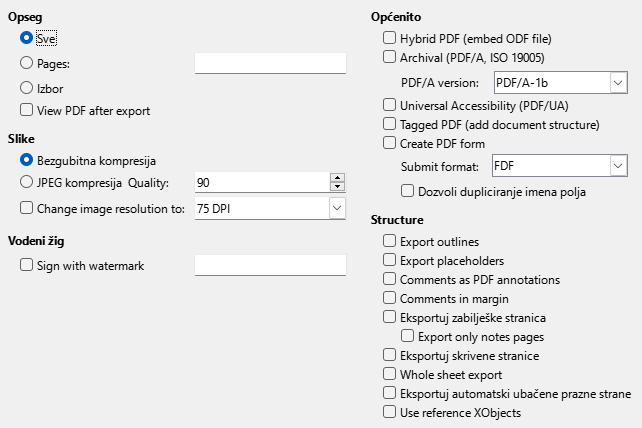 Opseg
Sve
Pages:
Izbor
View PDF after export
Slike
Bezgubitna kompresija
JPEG kompresija Quality: 90
Change image resolution to: 75 DPI
Vodeni žig
Sign with watermark
Općenito
Hybrid PDF (embed ODF file)
Archival (PDF/A, ISO 19005)
PDF/A version: PDF/A-1b
Universal Accessibility (PDF/UA)
Tagged PDF (add document structure)
Create PDF form
Submit format: FDF
Dozvoli dupliciranje imena polja
Structure
Export outlines
Export placeholders
Comments as PDF annotations
Comments in margin
Eksportuj zabilješke stranica
Export only notes pages
Eksportuj skrivene stranice
Whole sheet export
Eksportuj automatski ubačene prazne strane
Use reference XObjects